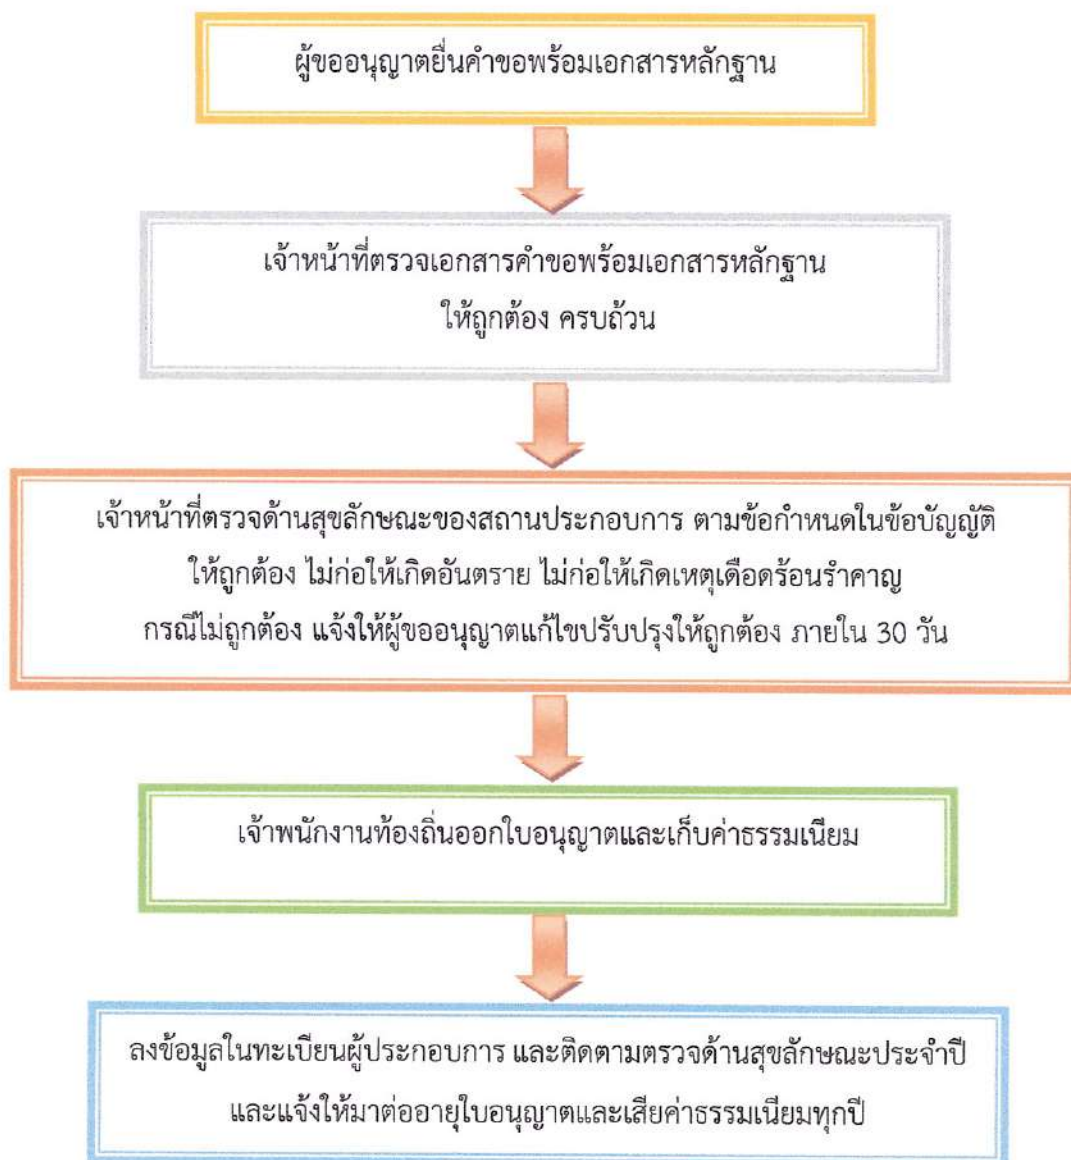 ผู้ขออนุญาตยื่นคำขอพร้อมเอกสารหลักฐาน
เจ้าหน้าที่ตรวจเอกสารคำขอพร้อมเอกสารหลักฐาน
ให้ถูกต้อง ครบถ้วน
เจ้าหน้าที่ตรวจด้านสุขลักษณะของสถานประกอบการ ตามข้อกำหนดในข้อบัญญัติ
ให้ถูกต้อง ไม่ก่อให้เกิดอันตราย ไม่ก่อให้เกิดเหตุเดือดร้อนรำคาญ
กรณีไม่ถูกต้อง แจ้งให้ผู้ขออนุญาตแก้ไขปรับปรุงให้ถูกต้อง ภายใน 30 วัน
เจ้าพนักงานท้องถิ่นออกใบอนุญาตและเก็บค่าธรรมเนียม
ลงข้อมูลในทะเบียนผู้ประกอบการ และติดตามตรวจด้านสุขลักษณะประจำปี
และแจ้งให้มาต่ออายุใบอนุญาตและเสียค่าธรรมเนียมทุกปี